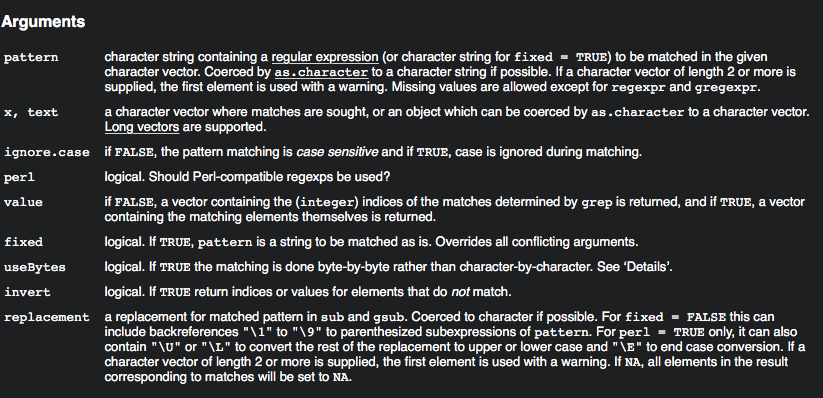 Arguments
pattern character string containing a regular expression (or character string for fixed = TRUE) to be matched in the given
character vector. Coerced by as.character to a character string if possible. If a character vector of length 2 or more is
supplied, the first element is used with a warning. Missing values are allowed except for regexpr and gregexpr.
x, text a character vector where matches are sought, or an object which can be coerced by as.character to a character vector.
Long vectors are supported.
ignore.case if FALSE, the pattern matching is case sensitive and if TRUE, case is ignored during matching.
perl logical. Should Perl-compatible regexps be used?
value if FALSE, a vector containing the (integer) indices of the matches determined by grep is returned, and if TRUE, a vector
containing the matching elements themselves is returned.
fixed logical. If TRUE, pattern is a string to be matched as is. Overrides all conflicting arguments.
useBytes logical. If TRUE the matching is done byte-by-byte rather than character-by-character. See ‘Details’.
invert logical. If TRUE return indices or values for elements that do not match.
replacement a replacement for matched pattern in sub and gsub. Coerced to character if possible. For fixed = FALSE this can
include backreferences "\1" to "\9" to parenthesized subexpressions of pattern. For perl = TRUE only, it can also
contain "\U" or "\L" to convert the rest of the replacement to upper or lower case and "\E" to end case conversion. If a
character vector of length 2 or more is supplied, the first element is used with a warning. If NA, all elements in the result
corresponding to matches will be set to NA.